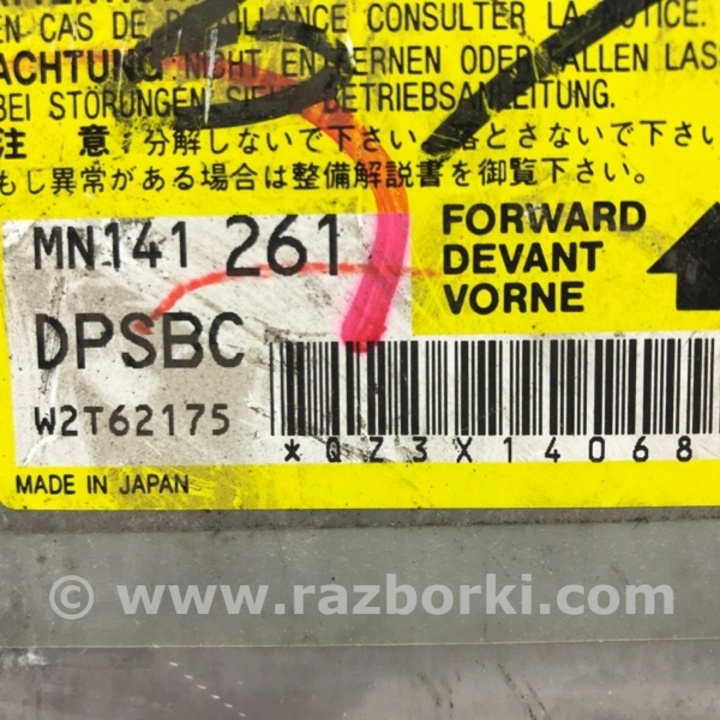 EN CAS DE CONSULTER LA NOTICE.
ACHTUNG: NICHT ENTFERNEN ODER FALLEN LAS
BEI STÖRUNGEN SIEHE BETRIEBSANLEITUNG.
注 意:分解しないで下さい 落とさないで下さい
もし異常がある場合は整備解説書を御覧下さい。
MN141 261
FORWARD
DEVANT
VORNE
DPSBC
W2T62175
*QZ3X14068
MADE IN JAPAN
© www.razborki.com